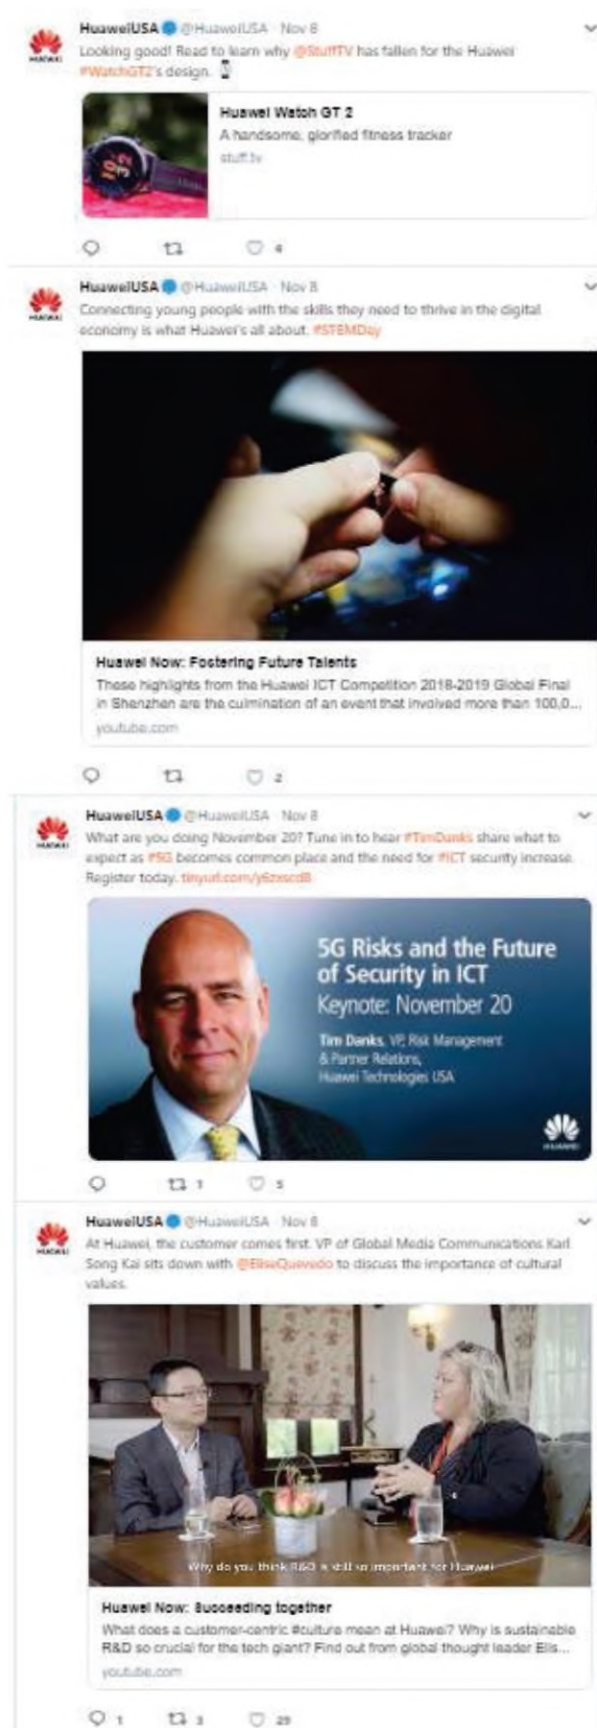 HuaweiUSA @HuaweiUSA · Nov 8
Looking good! Read to learn why @StuffTV has fallen for the Huawei
#WatchGT2's design.
HUAWEI
Huawei Watch GT 2
A handsome, glorified fitness tracker
stuff.tv
4
HuaweiUSA @HuaweiUSA · Nov 8
Connecting young people with the skills they need to thrive in the digital
economy is what Huawei's all about. #STEMDay
HUAWEI
Huawei Now: Fostering Future Talents
These highlights from the Huawei ICT Competition 2018-2019 Global Final
in Shenzhen are the culmination of an event that involved more than 100,0...
youtube.com
2
HuaweiUSA @HuaweiUSA · Nov 8
What are you doing November 20? Tune in to hear #TimDanks share what to
expect as #5G becomes common place and the need for #ICT security increase.
Register today. tinyurl.com/y6zxscd8
HUAWEI
5G Risks and the Future
of Security in ICT
Keynote: November 20
Tim Danks, VP, Risk Management
& Partner Relations,
Huawei Technologies USA
HUAWEI
1 5
HuaweiUSA @HuaweiUSA · Nov 8
At Huawei, the customer comes first. VP of Global Media Communications Karl
Song Kai sits down with @EliseQuevedo to discuss the importance of cultural
values.
HUAWEI
Why do you think R&D is still so important for Huawei
Huawei Now: Succeeding together
What does a customer-centric #culture mean at Huawei? Why is sustainable
R&D so crucial for the tech giant? Find out from global thought leader Elis...
youtube.com
1 3 29